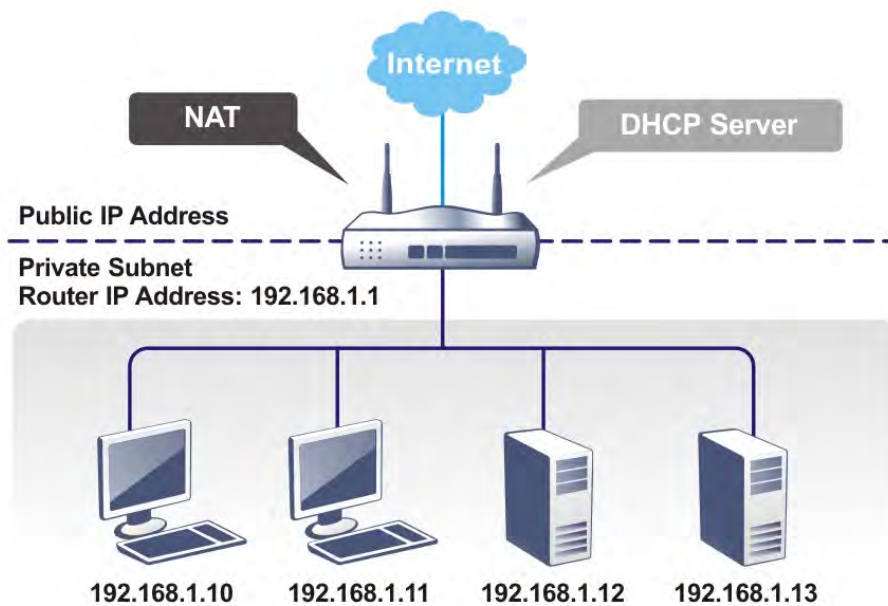 Internet
NAT
DHCP Server
Public IP Address
Private Subnet
Router IP Address: 192.168.1.1
192.168.1.10
192.168.1.11
192.168.1.12
192.168.1.13